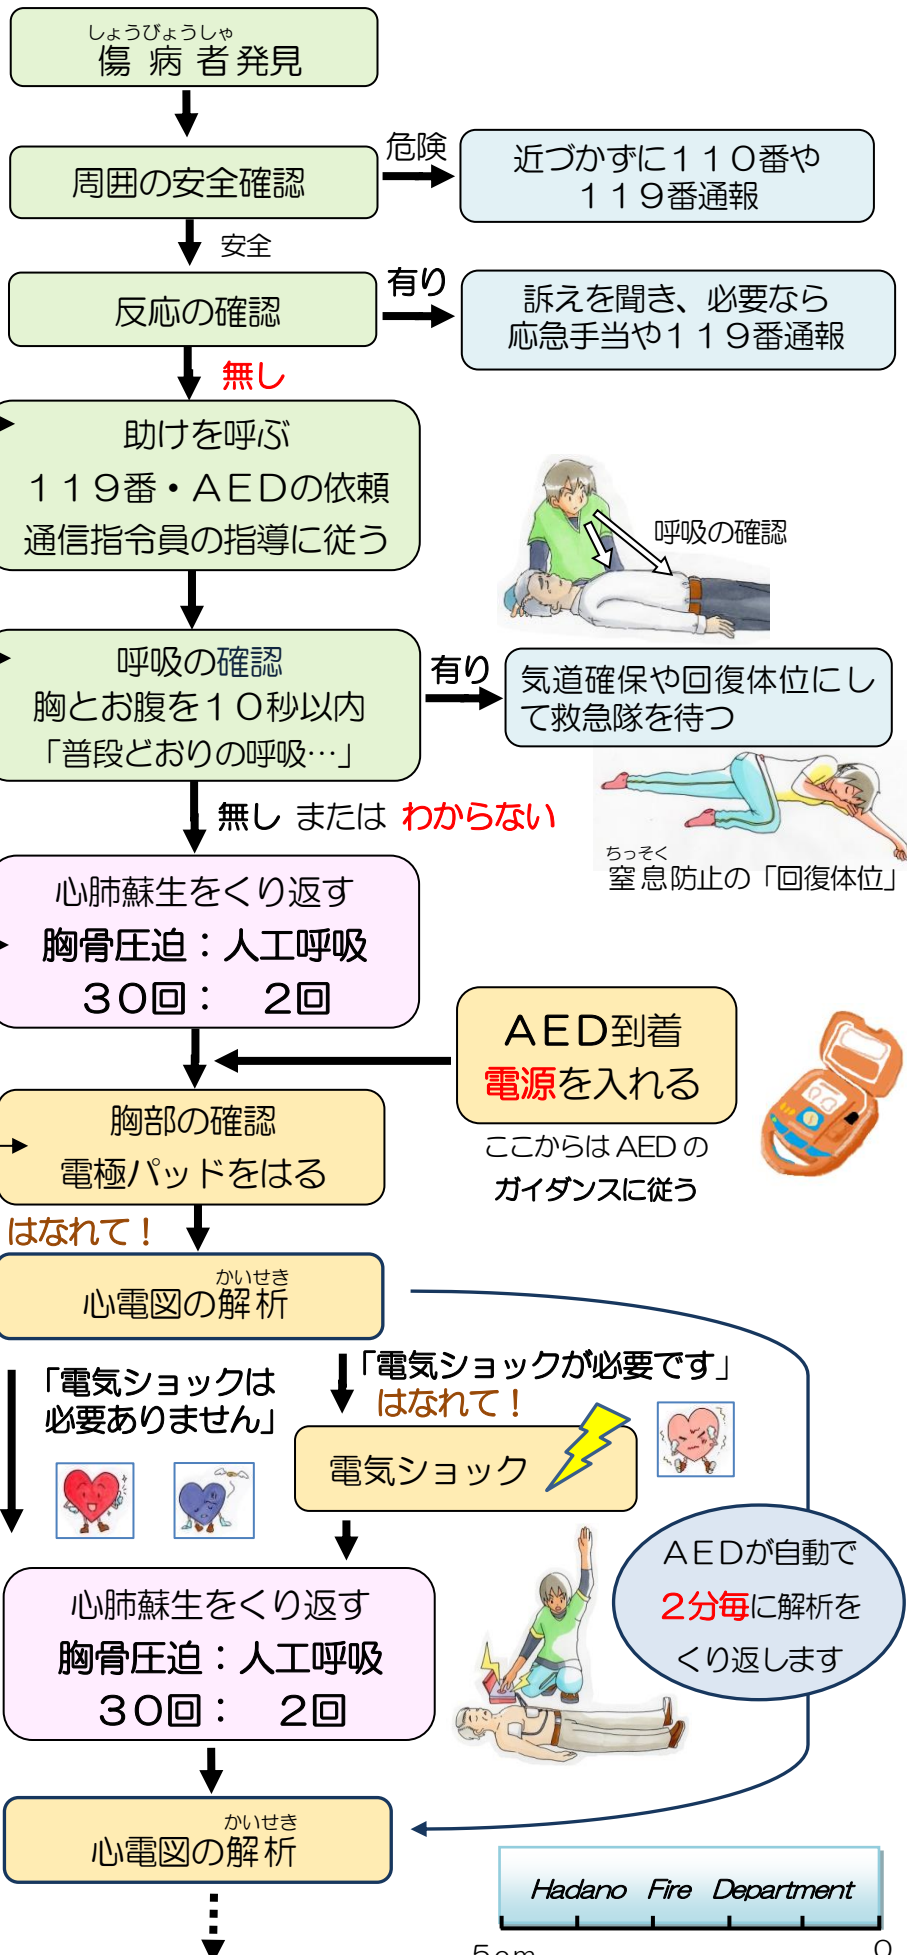 しょうびょうしゃ
傷病者発見
周囲の安全確認
危険
近づかずに１１０番や
１１９番通報
安全
反応の確認
有り
訴えを聞き、必要なら
応急手当や１１９番通報
無し
助けを呼ぶ
１１９番・ＡＥＤの依頼
通信指令員の指導に従う
呼吸の確認
呼吸の確認
胸とお腹を１０秒以内
「普段どおりの呼吸…」
有り
気道確保や回復体位にし
て救急隊を待つ
無し または わからない
ちっそく
窒息防止の「回復体位」
心肺蘇生をくり返す
胸骨圧迫：人工呼吸
３０回：　２回
ＡＥＤ到着
電源を入れる
ここからは AED の
ガイダンスに従う
胸部の確認
電極パッドをはる
はなれて！
かいせき
心電図の解析
「電気ショックは
必要ありません」
「電気ショックが必要です」
はなれて！
電気ショック
ＡＥＤが自動で
２分毎に解析を
くり返します
心肺蘇生をくり返す
胸骨圧迫：人工呼吸
３０回：　２回
かいせき
心電図の解析
Hadano Fire Department
５ｃｍ ０